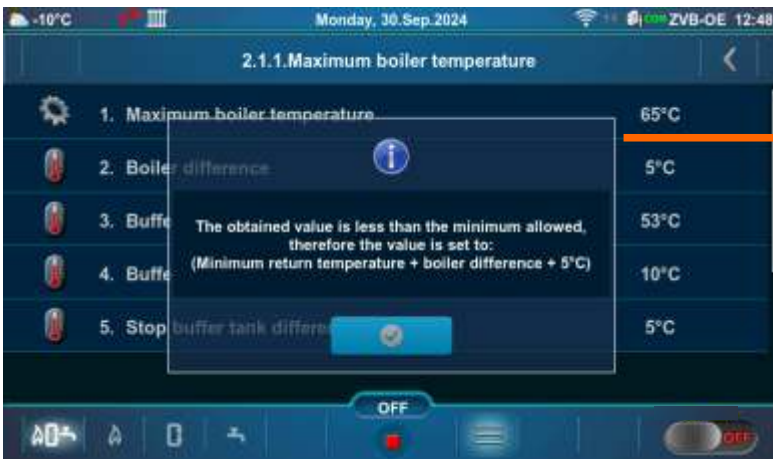 -10°C Monday, 30.Sep.2024 ZVB-OE 12:48
2.1.1.Maximum boiler temperature
1. Maximum boiler temperature 65°C
2. Boiler difference 5°C
The obtained value is less than the minimum allowed,
3. Buffe 53°C
therefore the value is set to:
(Minimum return temperature + boiler difference + 5°C)
4. Buffe 10°C
5. Stop buffer tank differe 5°C
OFF
OFF